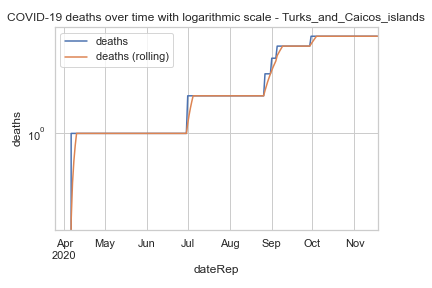 COVID-19 deaths over time with logarithmic scale - Turks_and_Caicos_islands
deaths
deaths (rolling)
deaths
10⁰
Apr
2020
May
Jun
Jul
Aug
Sep
Oct
Nov
dateRep